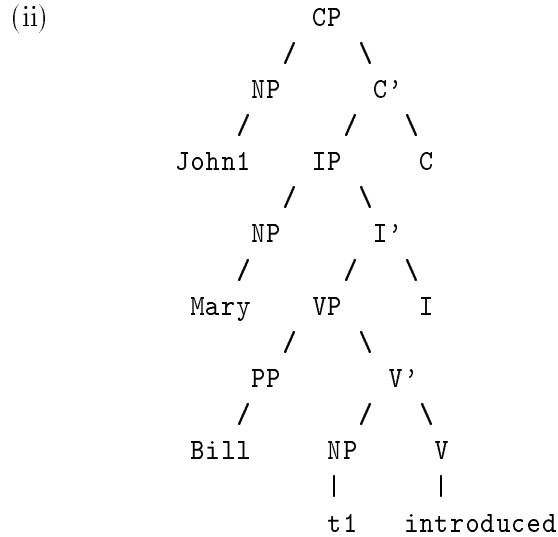 (ii) CP
/ \
NP C'
/ / \
John1 IP C
/ \
NP I'
/ / \
Mary VP I
/ \
PP V'
/ / \
Bill NP V
| |
t1 introduced